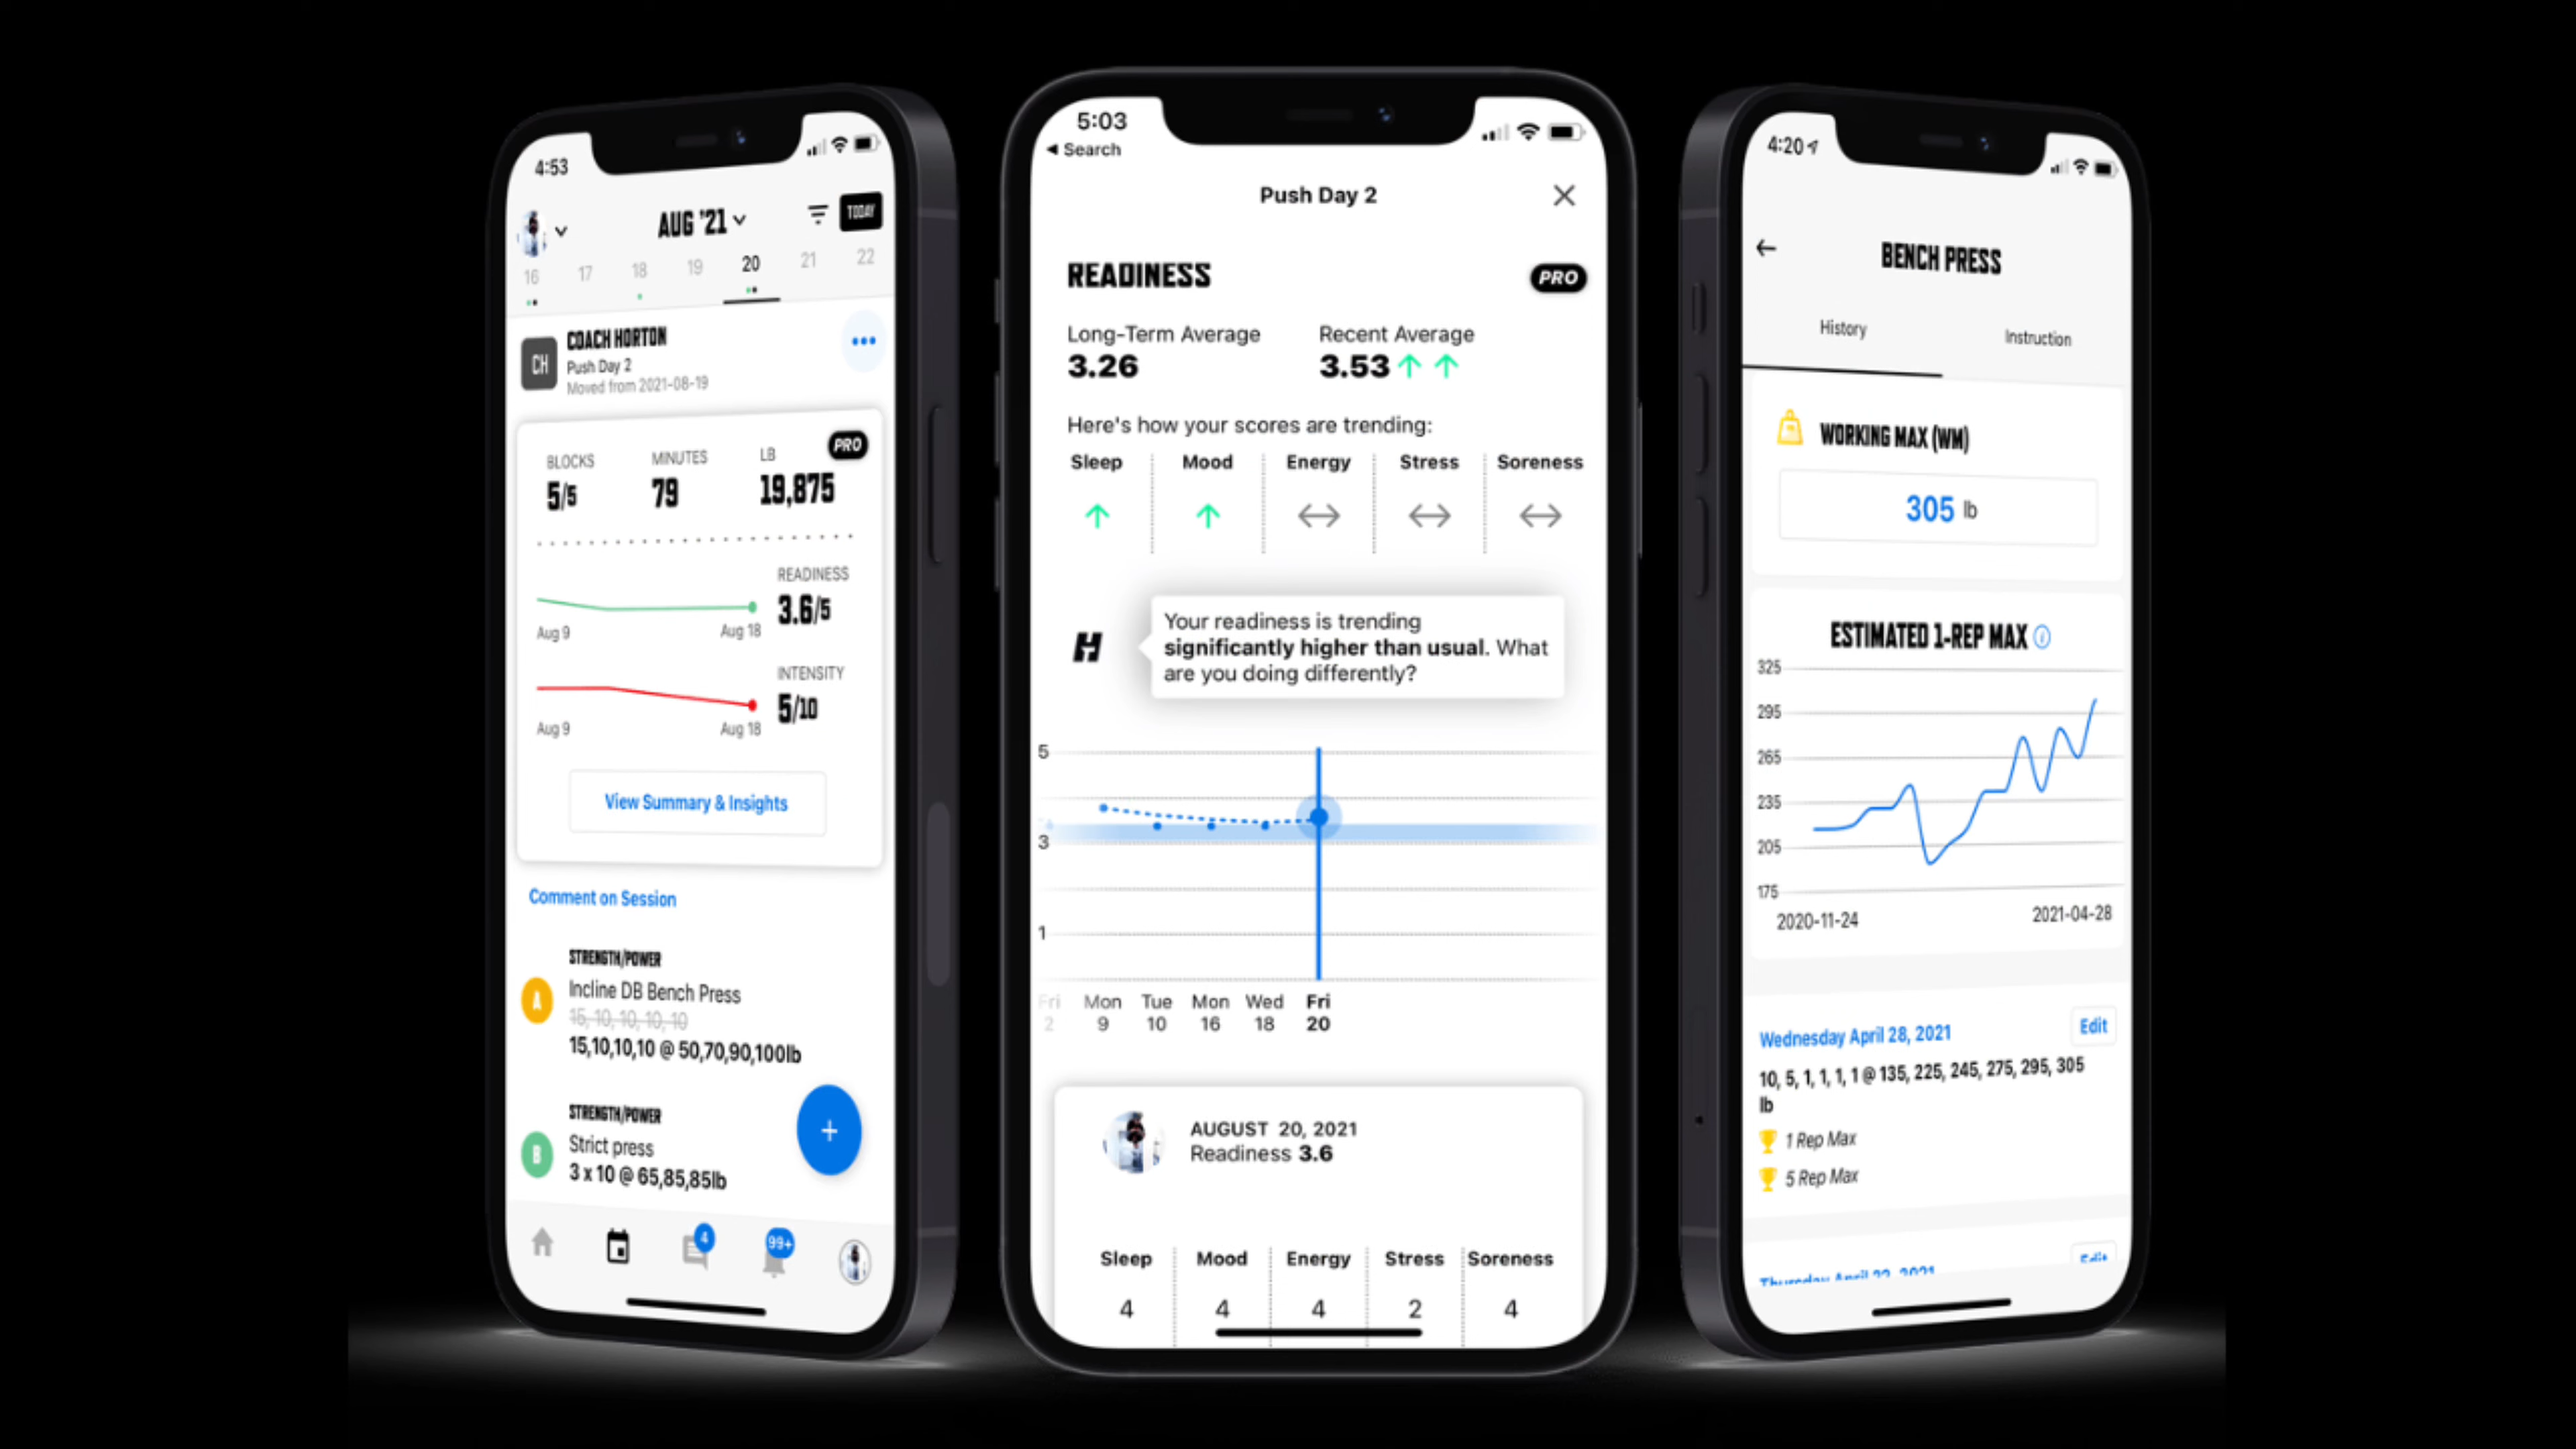 4:53
AUG '21
TODAY
16 17 18 19 20 21 22
CH
COACH HORTON
Push Day 2
Moved from 2021-08-19
PRO
BLOCKS MINUTES LB
5/5 79 19,875
READINESS
3.6/5
Aug 9 Aug 18
INTENSITY
5/10
Aug 9 Aug 18
View Summary & Insights
Comment on Session
STRENGTH/POWER
A
Incline DB Bench Press
15, 10, 10, 10, 10
15,10,10,10 @ 50,70,90,100lb
STRENGTH/POWER
B
Strict press
3 x 10 @ 65,85,85lb
+
4
99+
5:03
◀ Search
Push Day 2
READINESS
PRO
Long-Term Average Recent Average
3.26 3.53
Here's how your scores are trending:
Sleep Mood Energy Stress Soreness
H
Your readiness is trending
significantly higher than usual. What
are you doing differently?
5
3
1
Fri Mon Tue Mon Wed Fri
2 9 10 16 18 20
AUGUST 20, 2021
Readiness 3.6
Sleep Mood Energy Stress Soreness
4 4 4 2 4
4:20
BENCH PRESS
History Instruction
WORKING MAX (WM)
305 lb
ESTIMATED 1-REP MAX
325
295
265
235
205
175
2020-11-24 2021-04-28
Wednesday April 28, 2021 Edit
10, 5, 1, 1, 1, 1 @ 135, 225, 245, 275, 295, 305
lb
1 Rep Max
5 Rep Max
Thursday April 22, 2021 Edit